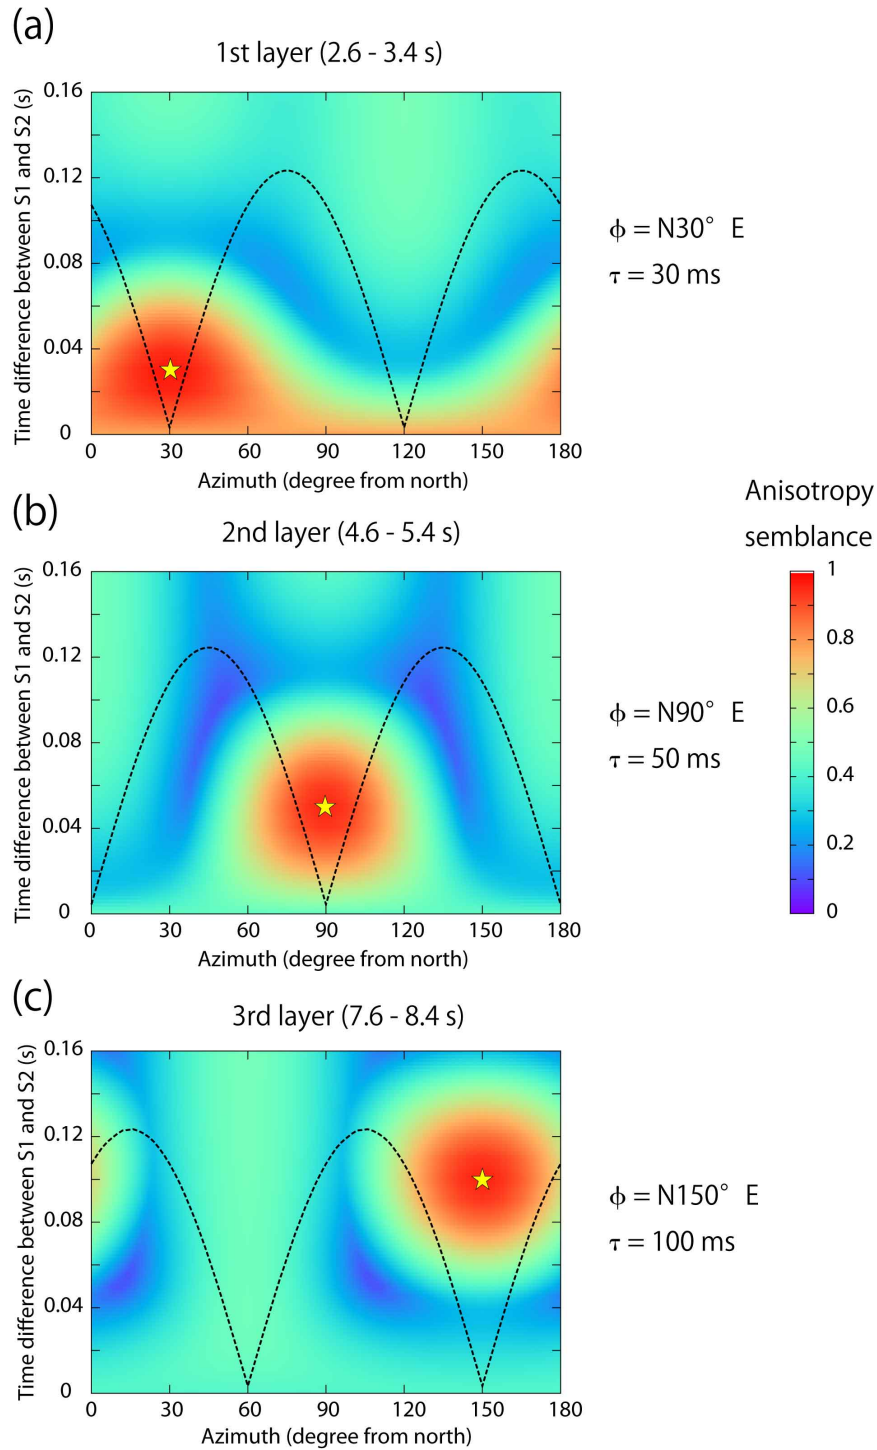 (a)
1st layer (2.6 - 3.4 s)
Time difference between S1 and S2 (s)
0.16
0.12
0.08
0.04
0
0 30 60 90 120 150 180
Azimuth (degree from north)
ϕ = N30° E
τ = 30 ms
(b)
2nd layer (4.6 - 5.4 s)
Time difference between S1 and S2 (s)
0.16
0.12
0.08
0.04
0
0 30 60 90 120 150 180
Azimuth (degree from north)
ϕ = N90° E
τ = 50 ms
Anisotropy
semblance
1
0.8
0.6
0.4
0.2
0
(c)
3rd layer (7.6 - 8.4 s)
Time difference between S1 and S2 (s)
0.16
0.12
0.08
0.04
0
0 30 60 90 120 150 180
Azimuth (degree from north)
ϕ = N150° E
τ = 100 ms